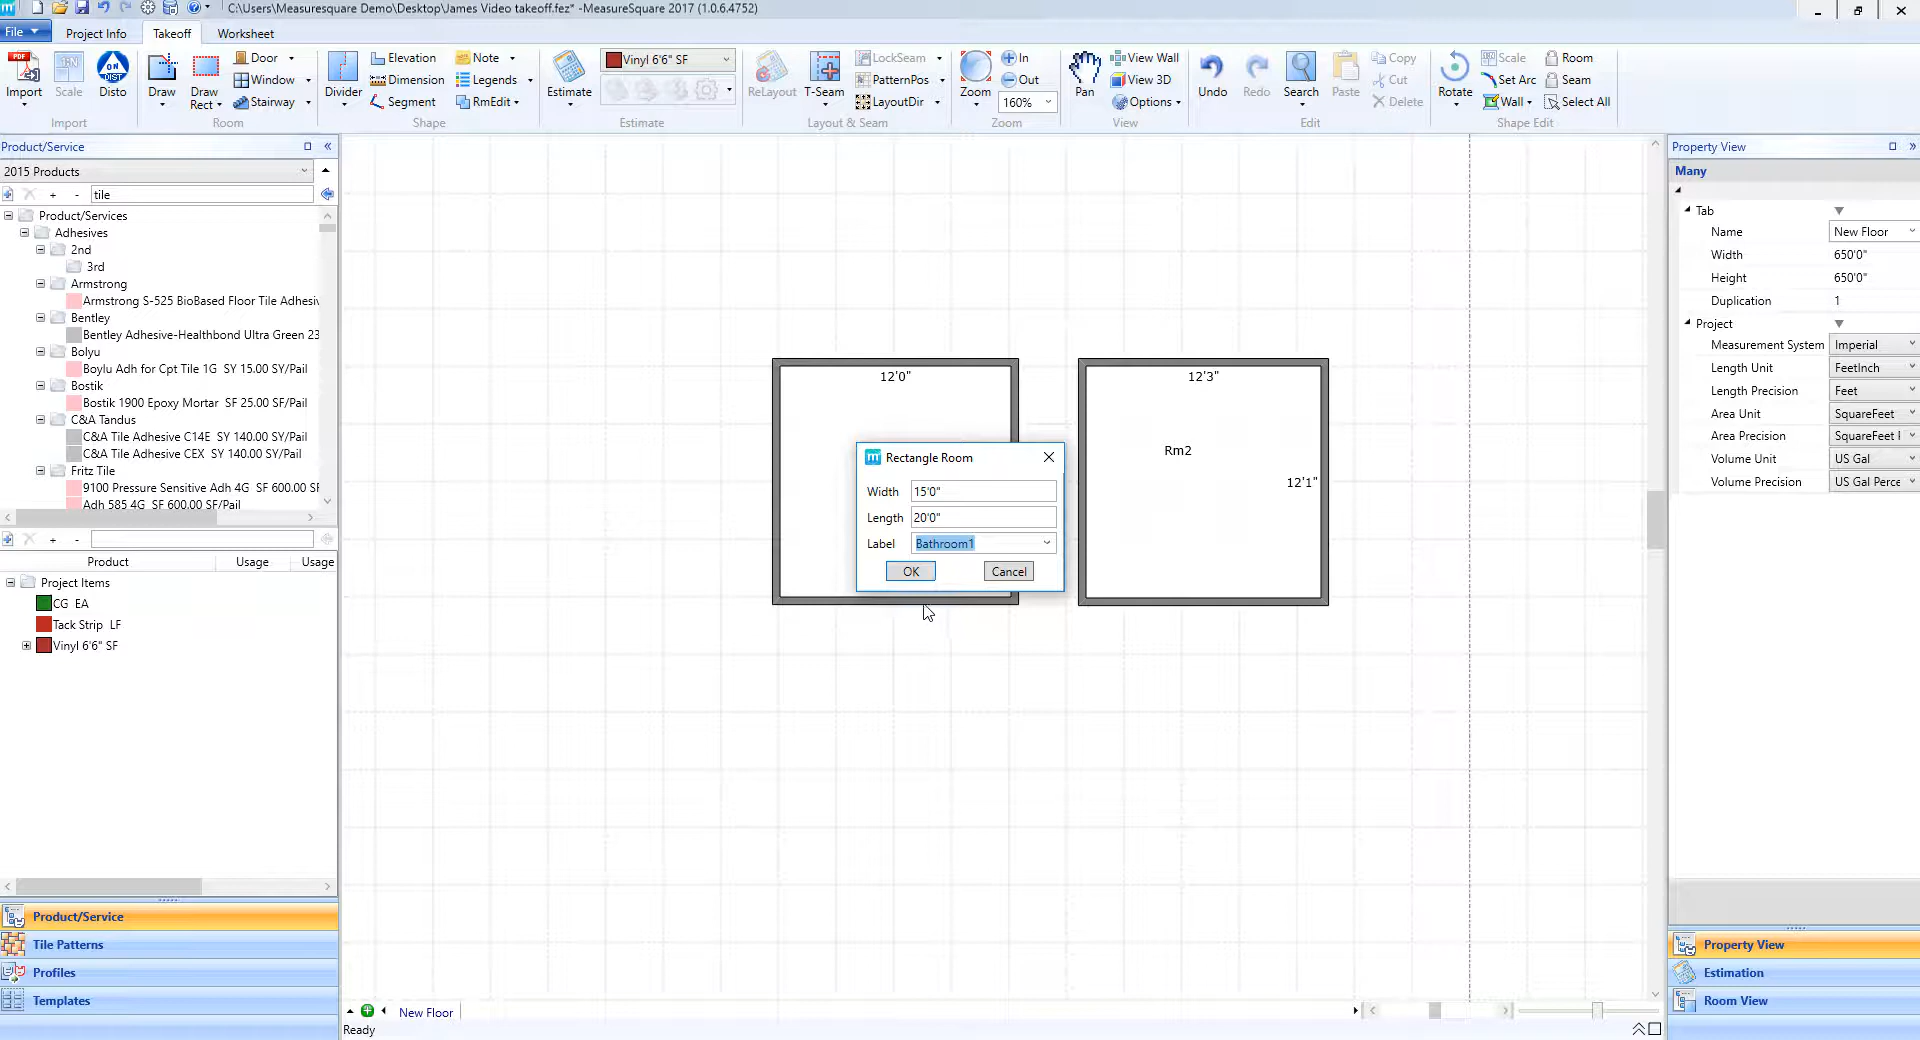 C:\Users\Measuresquare Demo\Desktop\James Video takeoff.fez* - MeasureSquare 2017 (1.0.6.4752)
File
Project Info
Takeoff
Worksheet
Import
Scale
Disto
Import
Draw
Draw Rect
Door
Window
Stairway
Room
Divider
Elevation
Dimension
Segment
Note
Legends
RmEdit
Shape
Estimate
Vinyl 6'6" SF
Estimate
ReLayout
T-Seam
LockSeam
PatternPos
LayoutDir
Layout & Seam
Zoom
In
Out
160%
Zoom
Pan
View Wall
View 3D
Options
View
Undo
Redo
Search
Paste
Copy
Cut
Delete
Edit
Rotate
Scale
Set Arc
Wall
Room
Seam
Select All
Shape Edit
Product/Service
2015 Products
+ - tile
Product/Services
Adhesives
2nd
3rd
Armstrong
Armstrong S-525 BioBased Floor Tile Adhesiv
Bentley
Bentley Adhesive-Healthbond Ultra Green 23
Bolyu
Boylu Adh for Cpt Tile 1G SY 15.00 SY/Pail
Bostik
Bostik 1900 Epoxy Mortar SF 25.00 SF/Pail
C&A Tandus
C&A Tile Adhesive C14E SY 140.00 SY/Pail
C&A Tile Adhesive CEX SY 140.00 SY/Pail
Fritz Tile
9100 Pressure Sensitive Adh 4G SF 600.00 SF
Adh 585 4G SF 600.00 SF/Pail
+ -
Product Usage Usage
Project Items
CG EA
Tack Strip LF
Vinyl 6'6" SF
Product/Service
Tile Patterns
Profiles
Templates
12'0"
12'3"
Rm2
12'1"
Rectangle Room
Width 15'0"
Length 20'0"
Label Bathroom1
OK Cancel
New Floor
Ready
Property View
Many
Tab
Name New Floor
Width 650'0"
Height 650'0"
Duplication 1
Project
Measurement System Imperial
Length Unit FeetInch
Length Precision Feet
Area Unit SquareFeet
Area Precision SquareFeet
Volume Unit US Gal
Volume Precision US Gal Perce
Property View
Estimation
Room View